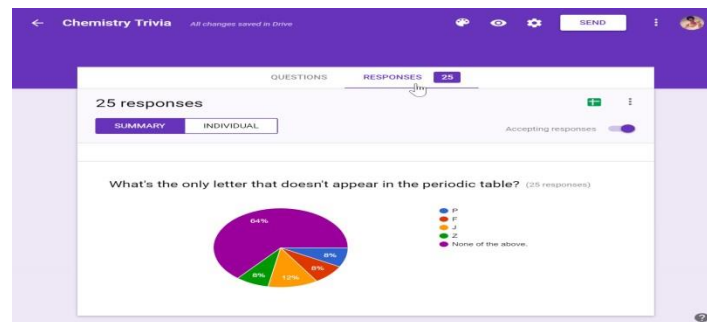 Chemistry Trivia All changes saved in Drive SEND
QUESTIONS RESPONSES 25
25 responses
SUMMARY INDIVIDUAL Accepting responses
What's the only letter that doesn't appear in the periodic table? (25 responses)
64%
8%
8%
12%
8%
P
F
J
Z
None of the above.
?